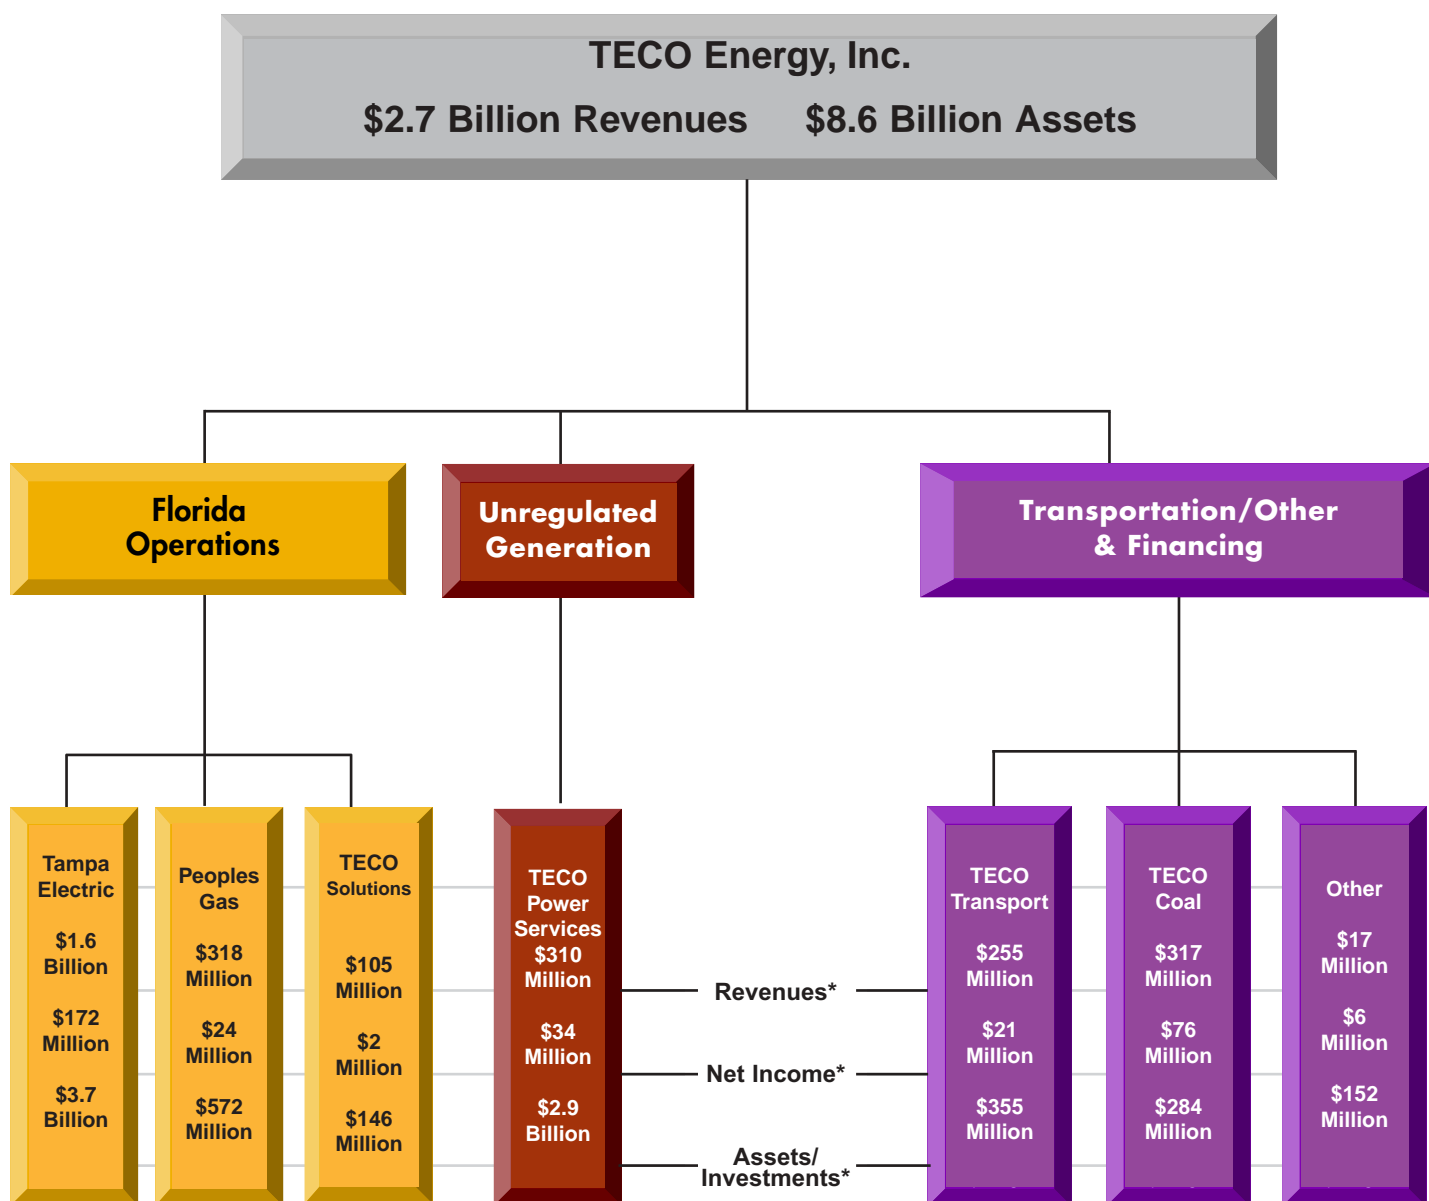 TECO Energy, Inc.
$2.7 Billion Revenues $8.6 Billion Assets
Florida
Operations
Unregulated
Generation
Transportation/Other
& Financing
Tampa
Electric
$1.6
Billion
$172
Million
$3.7
Billion
Peoples
Gas
$318
Million
$24
Million
$572
Million
TECO
Solutions
$105
Million
$2
Million
$146
Million
TECO
Power
Services
$310
Million
$34
Million
$2.9
Billion
Revenues*
Net Income*
Assets/
Investments*
TECO
Transport
$255
Million
$21
Million
$355
Million
TECO
Coal
$317
Million
$76
Million
$284
Million
Other
$17
Million
$6
Million
$152
Million